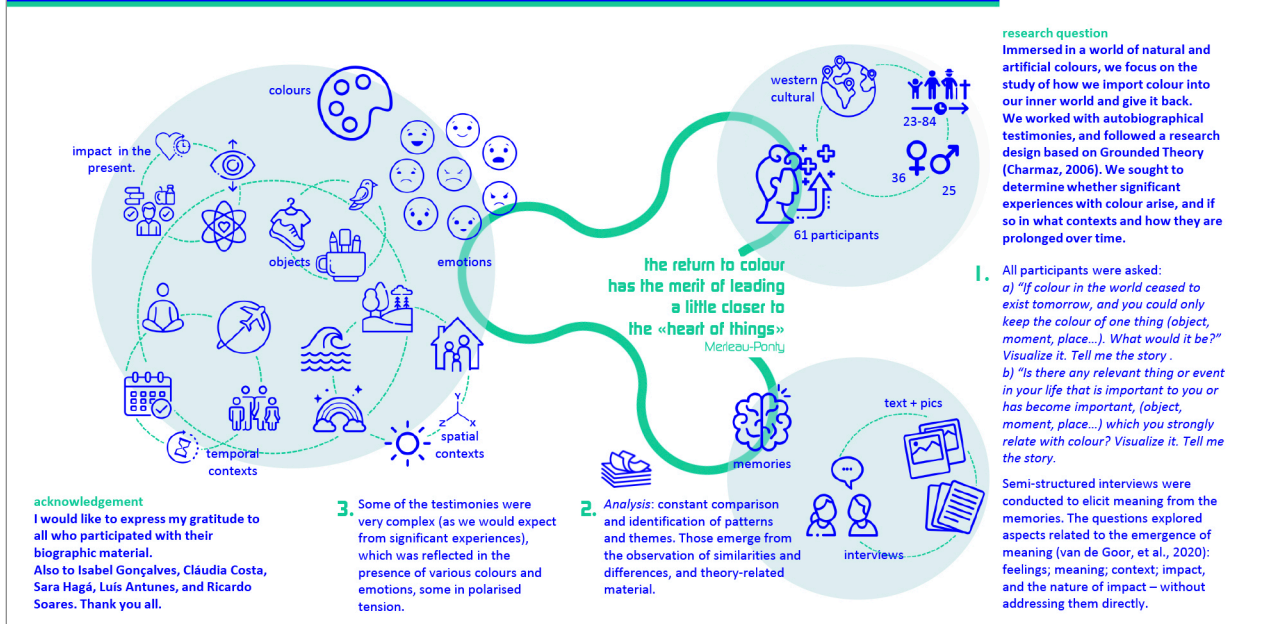 research question
Immersed in a world of natural and
artificial colours, we focus on the
study of how we import colour into
our inner world and give it back.
We worked with autobiographical
testimonies, and followed a research
design based on Grounded Theory
(Charmaz, 2006). We sought to
determine whether significant
experiences with colour arise, and if
so in what contexts and how they are
prolonged over time.
1. All participants were asked:
a) “If colour in the world ceased to
exist tomorrow, and you could only
keep the colour of one thing (object,
moment, place…). What would it be?”
Visualize it. Tell me the story .
b) “Is there any relevant thing or event
in your life that is important to you or
has become important, (object,
moment, place…) which you strongly
relate with colour? Visualize it. Tell me
the story.
Semi-structured interviews were
conducted to elicit meaning from the
memories. The questions explored
aspects related to the emergence of
meaning (van de Goor, et al., 2020):
feelings; meaning; context; impact,
and the nature of impact – without
addressing them directly.
western
cultural
23-84
36
25
61 participants
the return to colour
has the merit of leading
a little closer to
the «heart of things»
Merleau-Ponty
text + pics
memories
interviews
2. Analysis: constant comparison
and identification of patterns
and themes. Those emerge from
the observation of similarities and
differences, and theory-related
material.
colours
impact in the
present.
objects
emotions
Y
Z
X
spatial
contexts
temporal
contexts
3. Some of the testimonies were
very complex (as we would expect
from significant experiences),
which was reflected in the
presence of various colours and
emotions, some in polarised
tension.
acknowledgement
I would like to express my gratitude to
all who participated with their
biographic material.
Also to Isabel Gonçalves, Cláudia Costa,
Sara Hagá, Luís Antunes, and Ricardo
Soares. Thank you all.